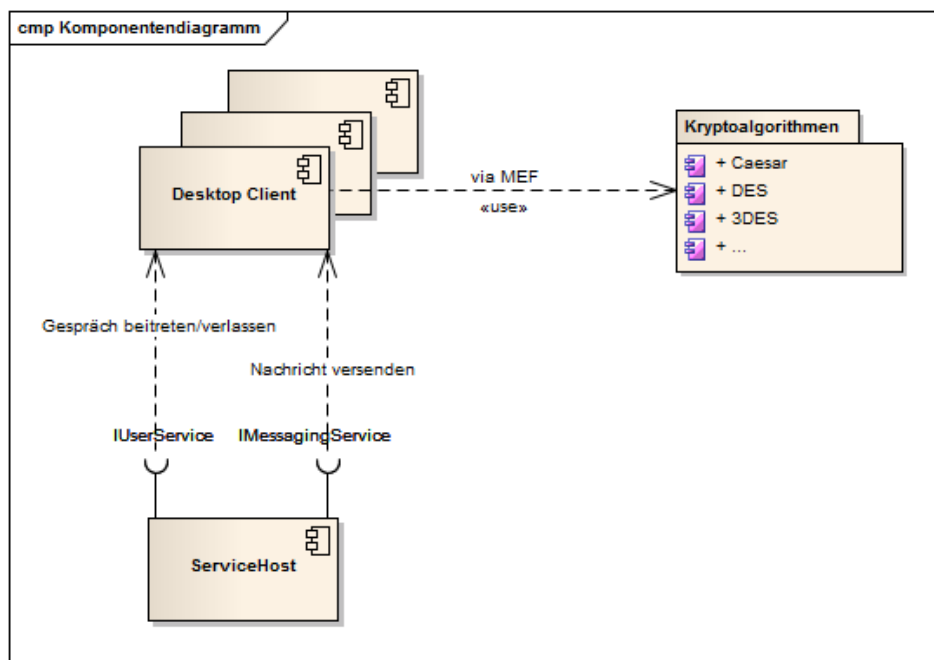 cmp Komponentendiagramm
Desktop Client
via MEF
«use»
Kryptoalgorithmen
+ Caesar
+ DES
+ 3DES
+ ...
Gespräch beitreten/verlassen
Nachricht versenden
IUserService
IMessagingService
ServiceHost